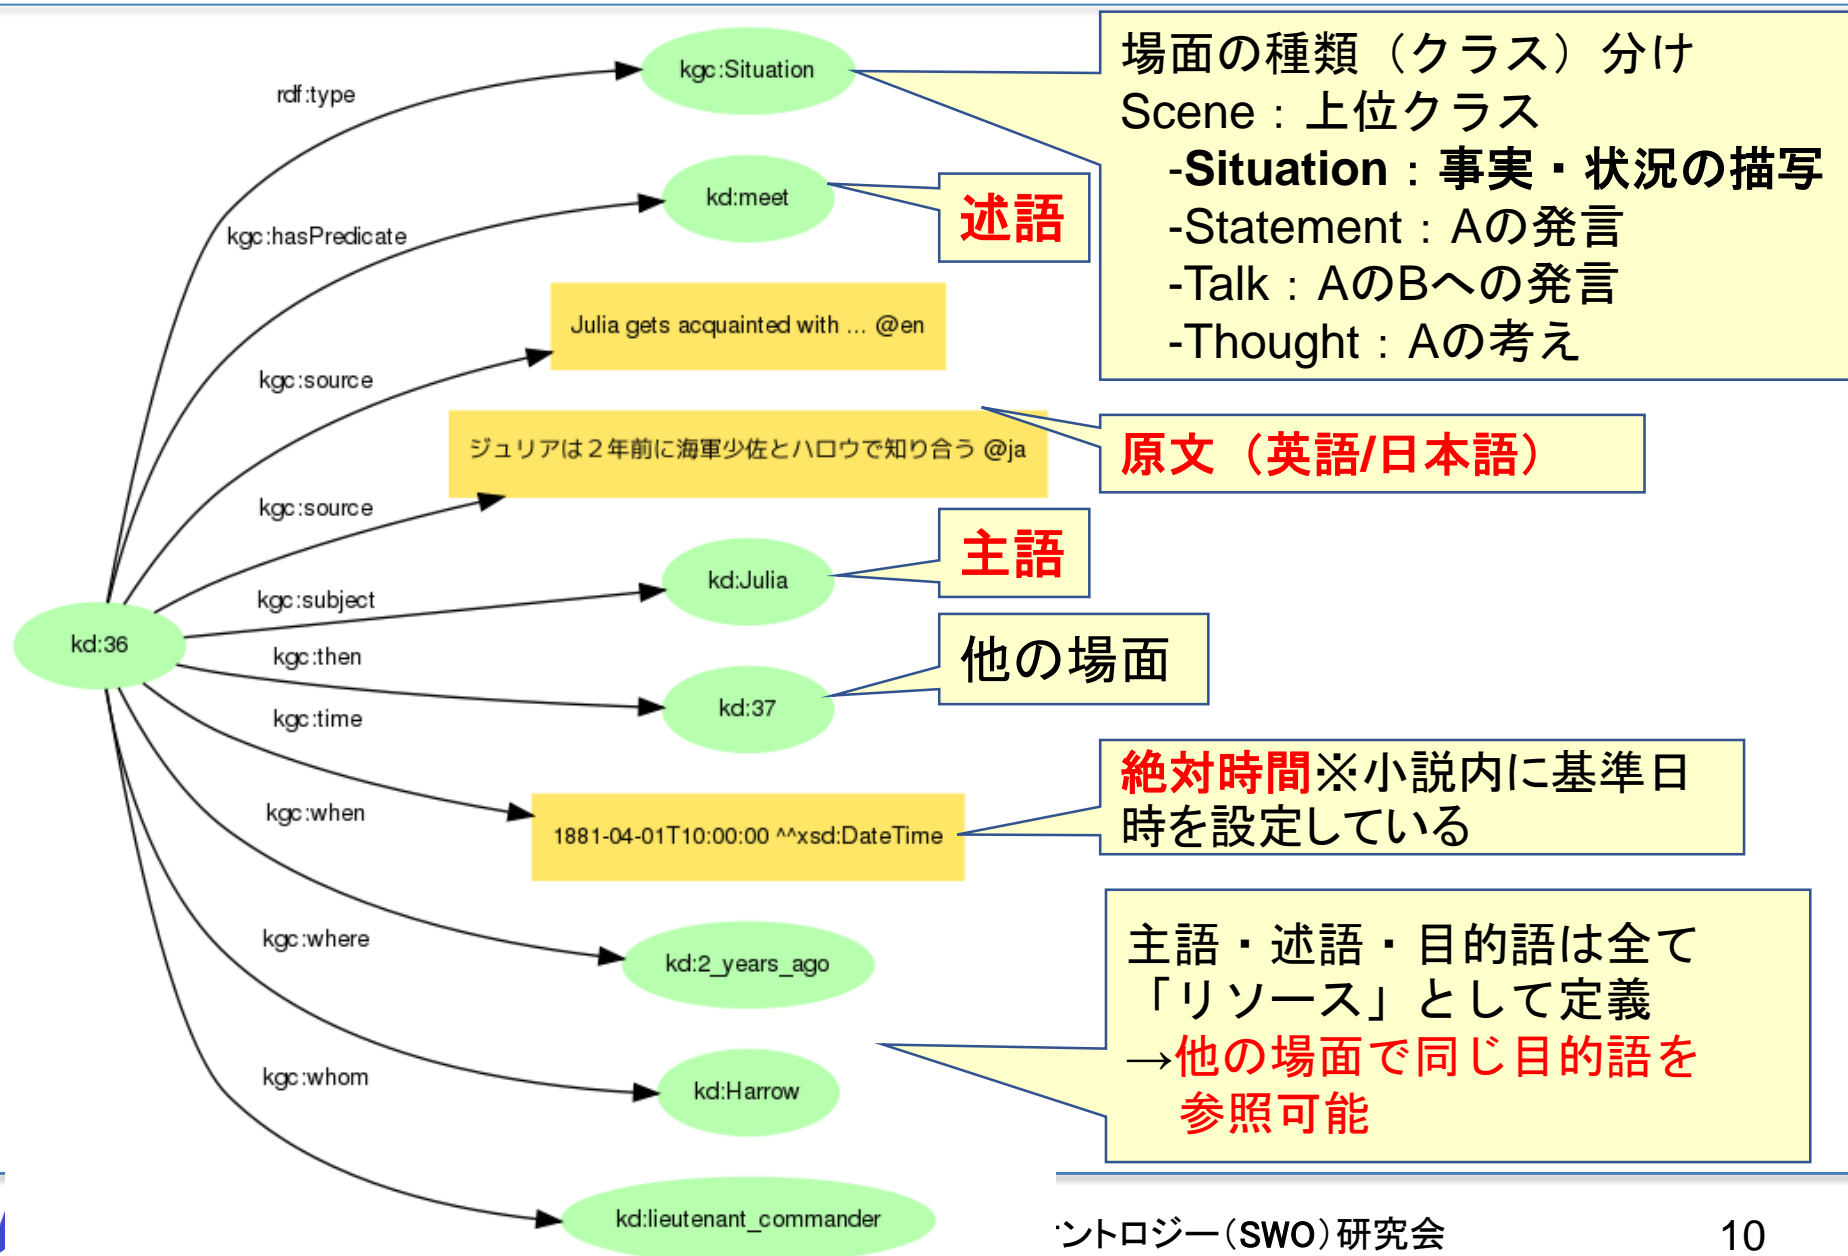 kgc:Situation
rdf:type
kd:meet
kgc:hasPredicate
Julia gets acquainted with ... @en
kgc:source
ジュリアは２年前に海軍少佐とハロウで知り合う @ja
kgc:source
kd:Julia
kgc:subject
kd:36
kgc:then
kd:37
kgc:time
1881-04-01T10:00:00 ^^xsd:DateTime
kgc:when
kd:2_years_ago
kgc:where
kd:Harrow
kgc:whom
kd:lieutenant_commander
場面の種類（クラス）分け
Scene：上位クラス
-Situation：事実・状況の描写
-Statement：Aの発言
-Talk：AのBへの発言
-Thought：Aの考え
述語
原文（英語/日本語）
主語
他の場面
絶対時間※小説内に基準日
時を設定している
主語・述語・目的語は全て
「リソース」として定義
→他の場面で同じ目的語を
参照可能
ントロジー（SWO）研究会
10